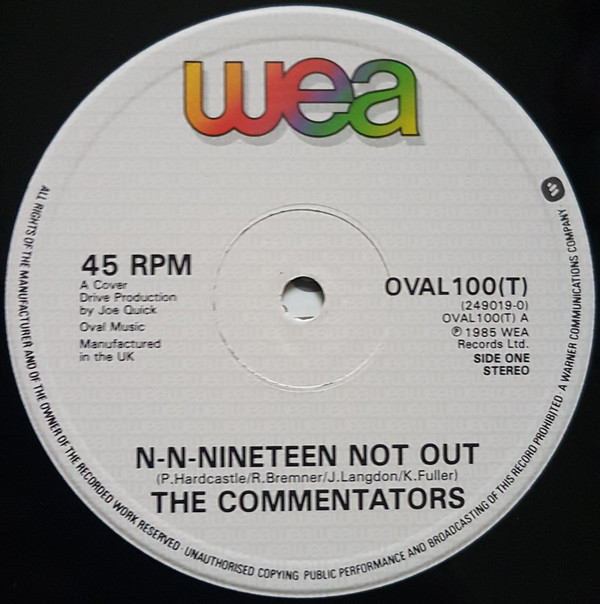 wea
45 RPM
A Cover
Drive Production
by Joe Quick
Oval Music
Manufactured
in the UK
OVAL100(T)
(249019-0)
OVAL100(T) A
℗ 1985 WEA
Records Ltd.
SIDE ONE
STEREO
N-N-NINETEEN NOT OUT
(P.Hardcastle/R.Bremner/J.Langdon/K.Fuller)
THE COMMENTATORS
ALL RIGHTS OF THE MANUFACTURER AND OF THE OWNER OF THE RECORDED WORK RESERVED · UNAUTHORISED COPYING PUBLIC PERFORMANCE AND BROADCASTING OF THIS RECORD PROHIBITED · A WARNER COMMUNICATIONS COMPANY